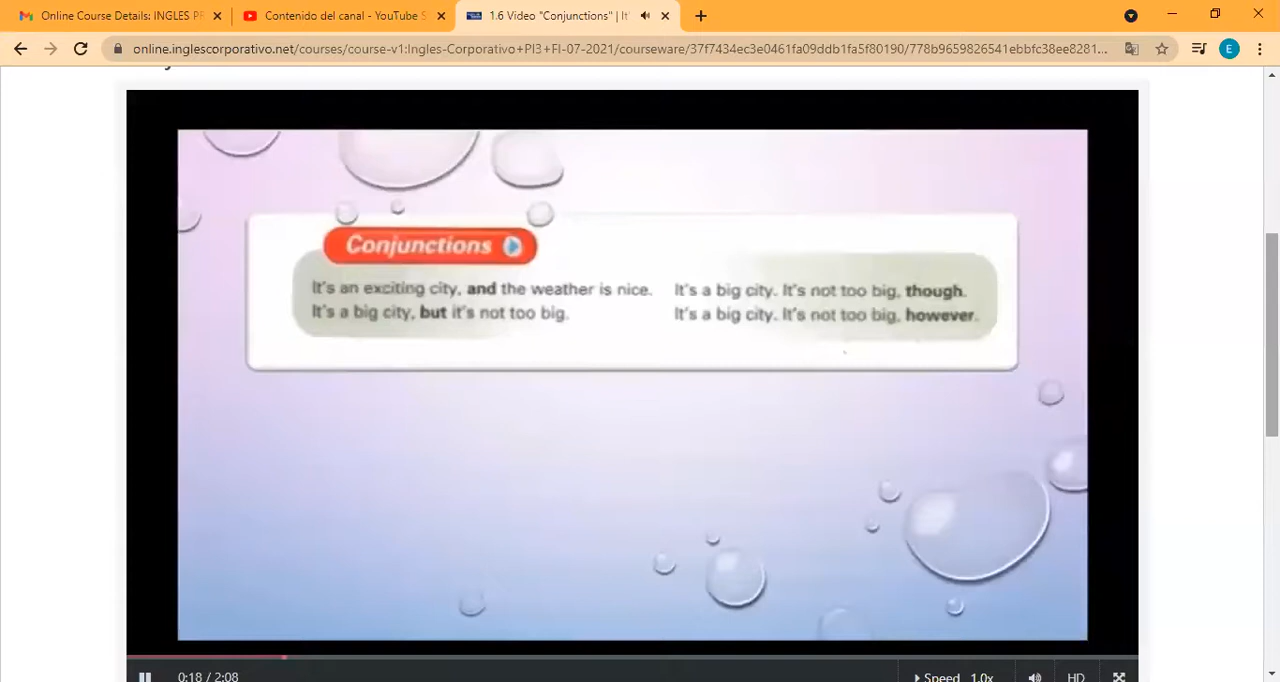 Online Course Details: INGLES PR
Contenido del canal - YouTube S
1.6 Video "Conjunctions" | It'
online.inglescorporativo.net/courses/course-v1:Ingles-Corporativo+PI3+FI-07-2021/courseware/37f7434ec3e0461fa09ddb1fa5f80190/778b9659826541ebbfc38ee8281...
E
Conjunctions
It's an exciting city, and the weather is nice.
It's a big city, but it's not too big.
It's a big city. It's not too big, though.
It's a big city. It's not too big, however.
0:18 / 2:08
Speed 1.0x
HD